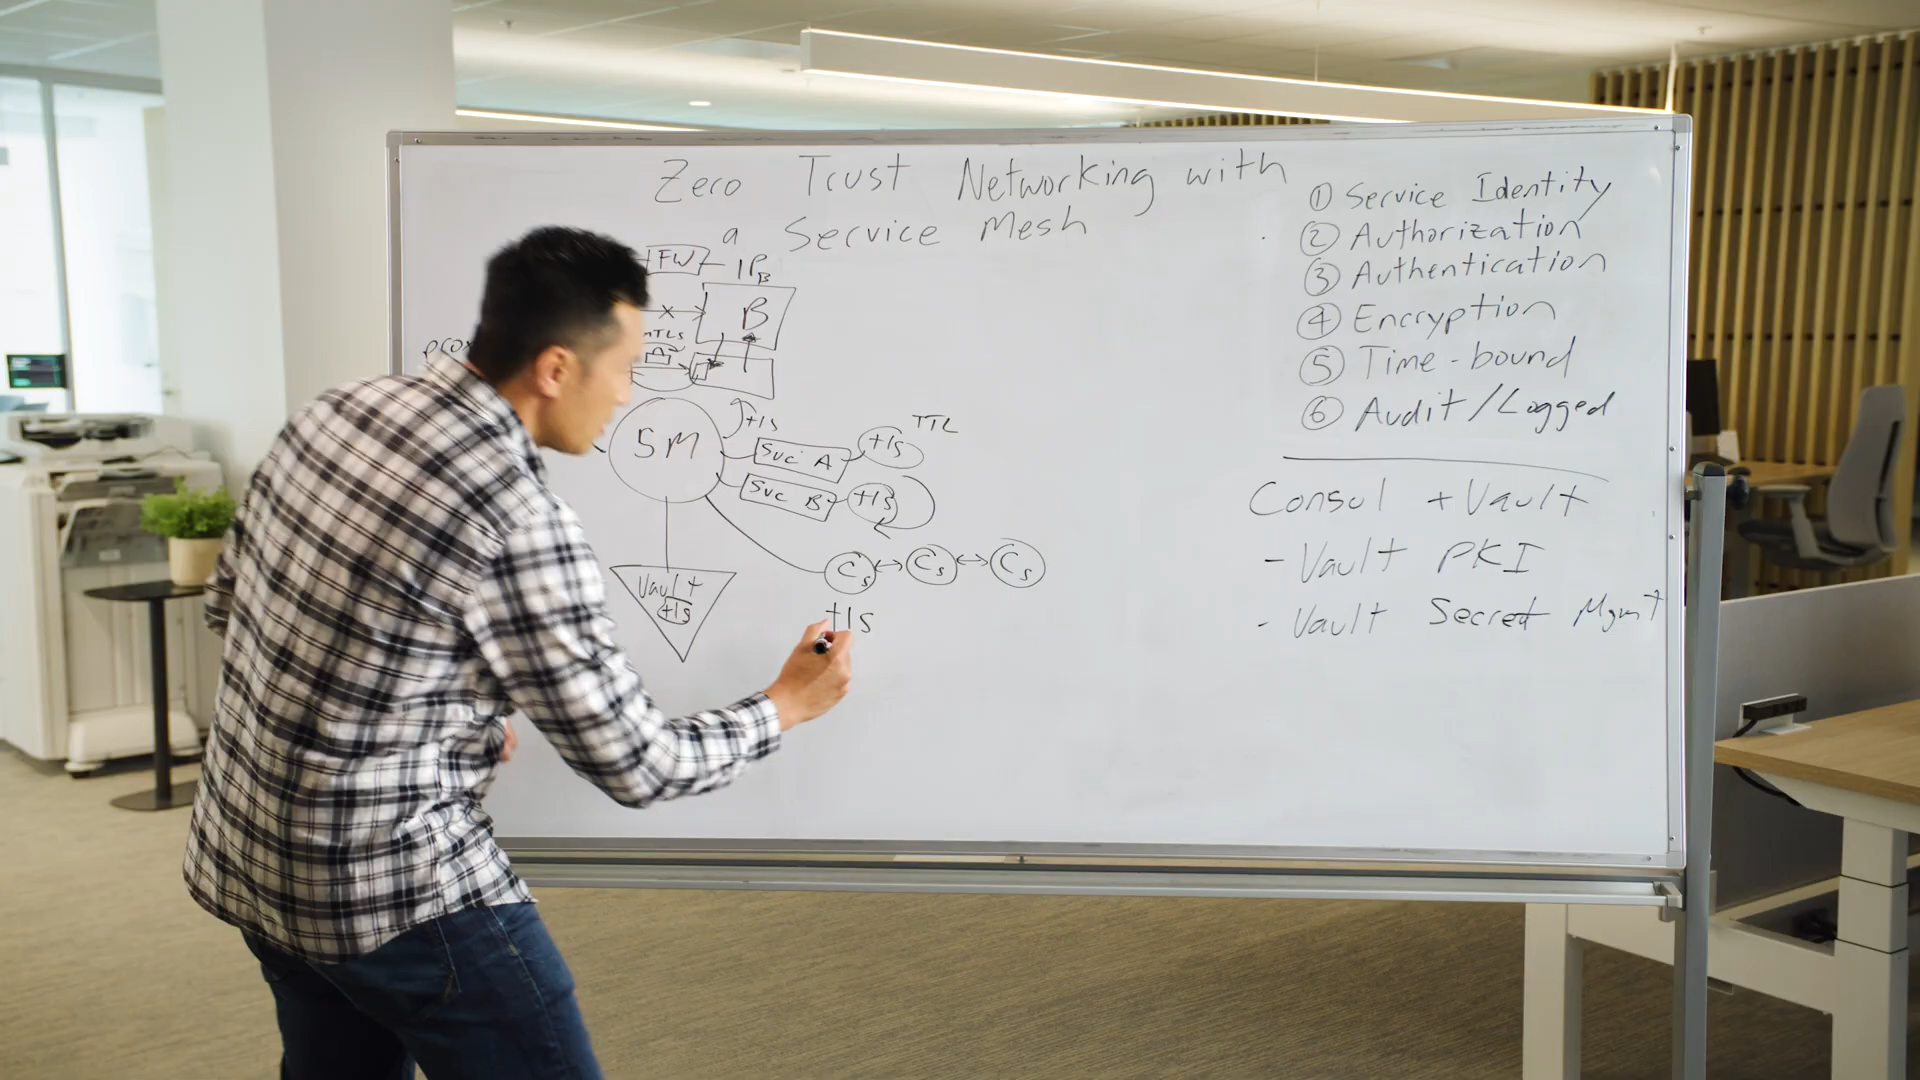 Zero Trust Networking with
a Service Mesh
FW
IP B
B
mTLS
tls
SM
Svc A
tls
TTL
Svc B
tls
Cs
Cs
Cs
Vault
tls
tls
① Service Identity
② Authorization
③ Authentication
④ Encryption
⑤ Time-bound
⑥ Audit/Logged
Consul + Vault
- Vault PKI
- Vault Secret Mgmt